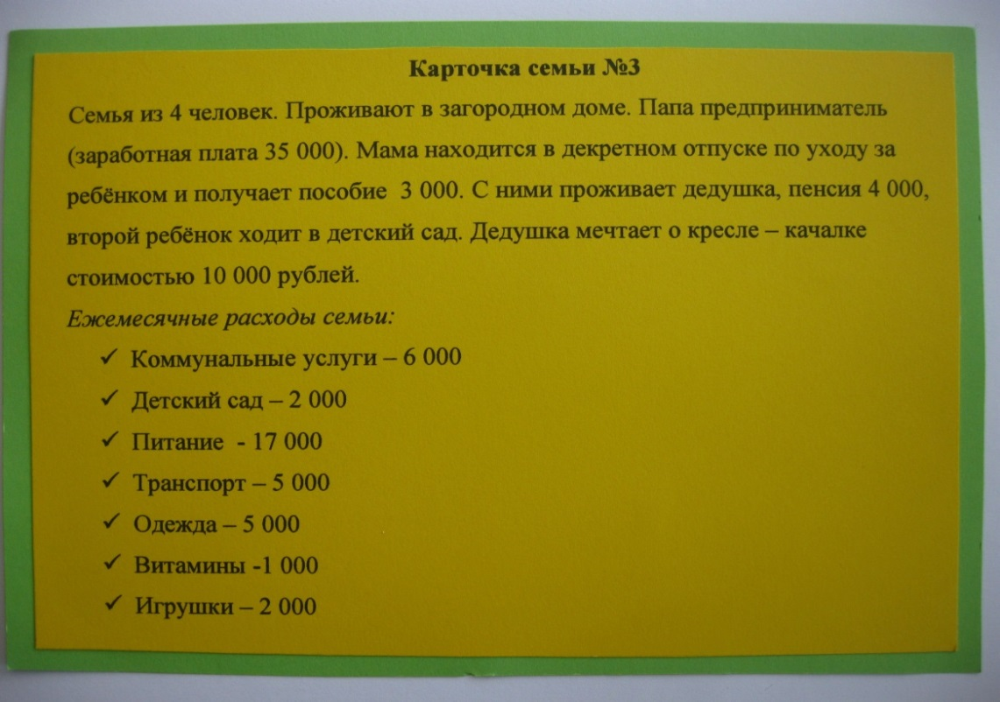 Карточка семьи №3
Семья из 4 человек. Проживают в загородном доме. Папа предприниматель
(заработная плата 35 000). Мама находится в декретном отпуске по уходу за
ребёнком и получает пособие  3 000. С ними проживает дедушка, пенсия 4 000,
второй ребёнок ходит в детский сад. Дедушка мечтает о кресле – качалке
стоимостью 10 000 рублей.
Ежемесячные расходы семьи:
✓ Коммунальные услуги – 6 000
✓ Детский сад – 2 000
✓ Питание  - 17 000
✓ Транспорт – 5 000
✓ Одежда – 5 000
✓ Витамины -1 000
✓ Игрушки – 2 000